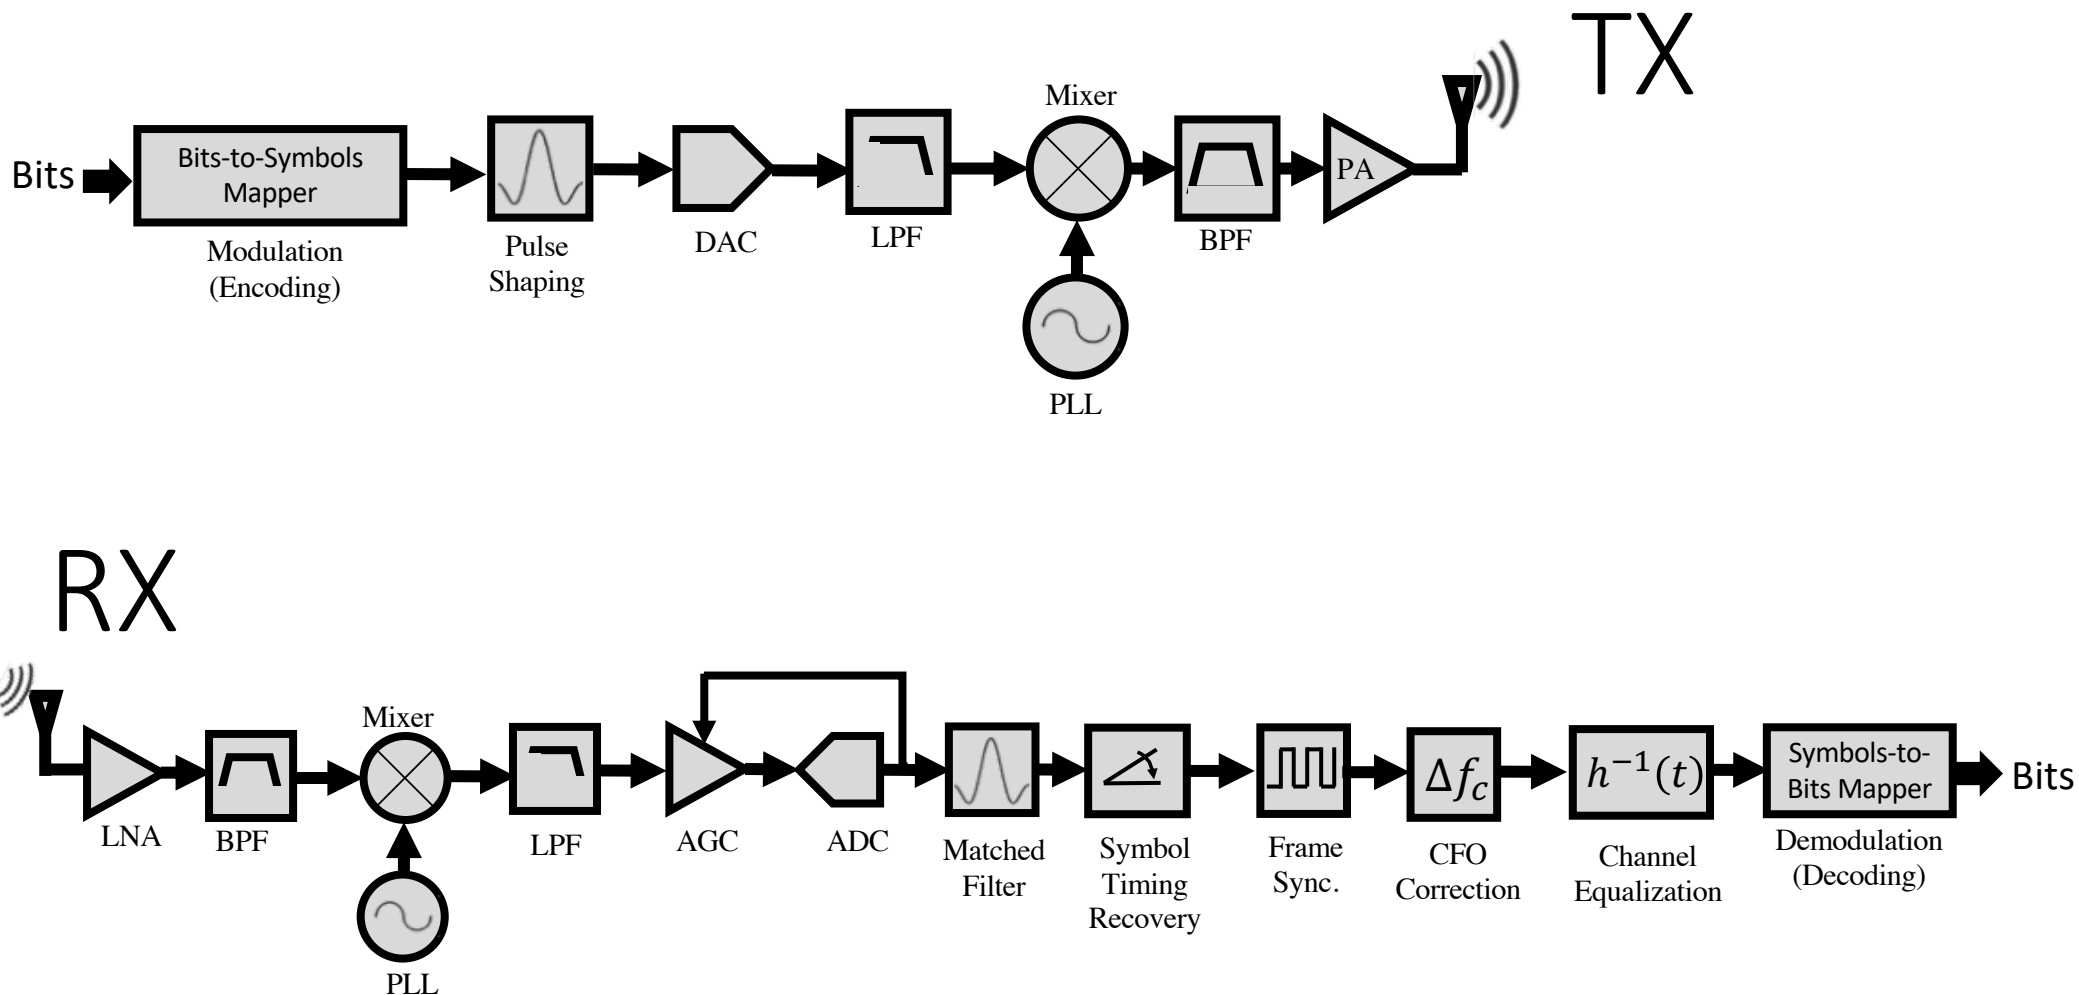 TX
Mixer
Bits
Bits-to-Symbols
Mapper
PA
Modulation
(Encoding)
Pulse
Shaping
DAC
LPF
BPF
PLL
RX
Mixer
Δf_c
h⁻¹(t)
Symbols-to-
Bits Mapper
Bits
LNA
BPF
LPF
AGC
ADC
Matched
Filter
Symbol
Timing
Recovery
Frame
Sync.
CFO
Correction
Channel
Equalization
Demodulation
(Decoding)
PLL